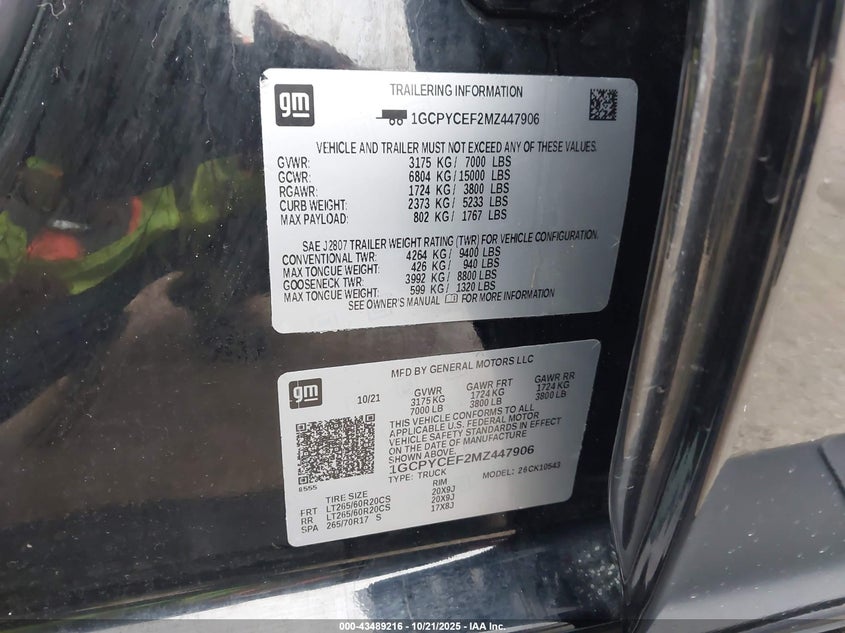 gm
TRAILERING INFORMATION
1GCPYCEF2MZ447906
VEHICLE AND TRAILER MUST NOT EXCEED ANY OF THESE VALUES.
GVWR: 3175 KG / 7000 LBS
GCWR: 6804 KG / 15000 LBS
RGAWR: 1724 KG / 3800 LBS
CURB WEIGHT: 2373 KG / 5233 LBS
MAX PAYLOAD: 802 KG / 1767 LBS
SAE J2807 TRAILER WEIGHT RATING (TWR) FOR VEHICLE CONFIGURATION.
CONVENTIONAL TWR: 4264 KG / 9400 LBS
MAX TONGUE WEIGHT: 426 KG / 940 LBS
GOOSENECK TWR: 3992 KG / 8800 LBS
MAX TONGUE WEIGHT: 599 KG / 1320 LBS
SEE OWNER'S MANUAL FOR MORE INFORMATION
gm
MFD BY GENERAL MOTORS LLC
10/21 GVWR GAWR FRT GAWR RR
3175 KG 1724 KG 1724 KG
7000 LB 3800 LB 3800 LB
THIS VEHICLE CONFORMS TO ALL
APPLICABLE U.S. FEDERAL MOTOR
VEHICLE SAFETY STANDARDS IN EFFECT
ON THE DATE OF MANUFACTURE
SHOWN ABOVE.
1GCPYCEF2MZ447906
TYPE: TRUCK MODEL: 26CK10543
8555
TIRE SIZE RIM
FRT LT265/60R20CS 20X9J
RR LT265/60R20CS 20X9J
SPA 265/70R17 S 17X8J
000-43489216 - 10/21/2025 - IAA Inc.